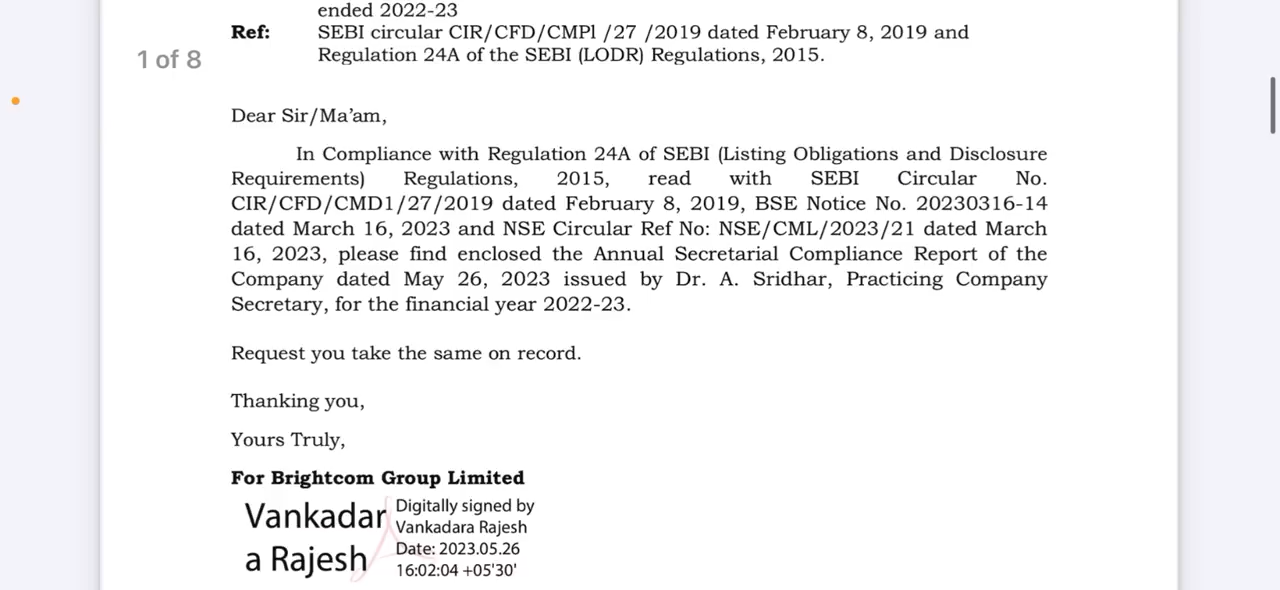 ended 2022-23
Ref: SEBI circular CIR/CFD/CMPl /27 /2019 dated February 8, 2019 and
1 of 8 Regulation 24A of the SEBI (LODR) Regulations, 2015.
Dear Sir/Ma’am,
In Compliance with Regulation 24A of SEBI (Listing Obligations and Disclosure
Requirements) Regulations, 2015, read with SEBI Circular No.
CIR/CFD/CMD1/27/2019 dated February 8, 2019, BSE Notice No. 20230316-14
dated March 16, 2023 and NSE Circular Ref No: NSE/CML/2023/21 dated March
16, 2023, please find enclosed the Annual Secretarial Compliance Report of the
Company dated May 26, 2023 issued by Dr. A. Sridhar, Practicing Company
Secretary, for the financial year 2022-23.
Request you take the same on record.
Thanking you,
Yours Truly,
For Brightcom Group Limited
Vankadar
a Rajesh
Digitally signed by
Vankadara Rajesh
Date: 2023.05.26
16:02:04 +05'30'